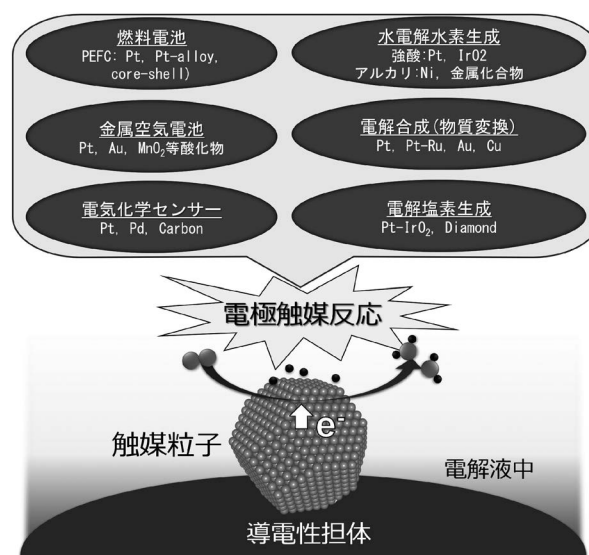 燃料電池
PEFC: Pt, Pt-alloy,
core-shell)
水電解水素生成
強酸:Pt, IrO2
アルカリ:Ni, 金属化合物
金属空気電池
Pt, Au, MnO₂等酸化物
電解合成(物質変換)
Pt, Pt-Ru, Au, Cu
電気化学センサー
Pt, Pd, Carbon
電解塩素生成
Pt-IrO₂, Diamond
電極触媒反応
e⁻
触媒粒子
電解液中
導電性担体